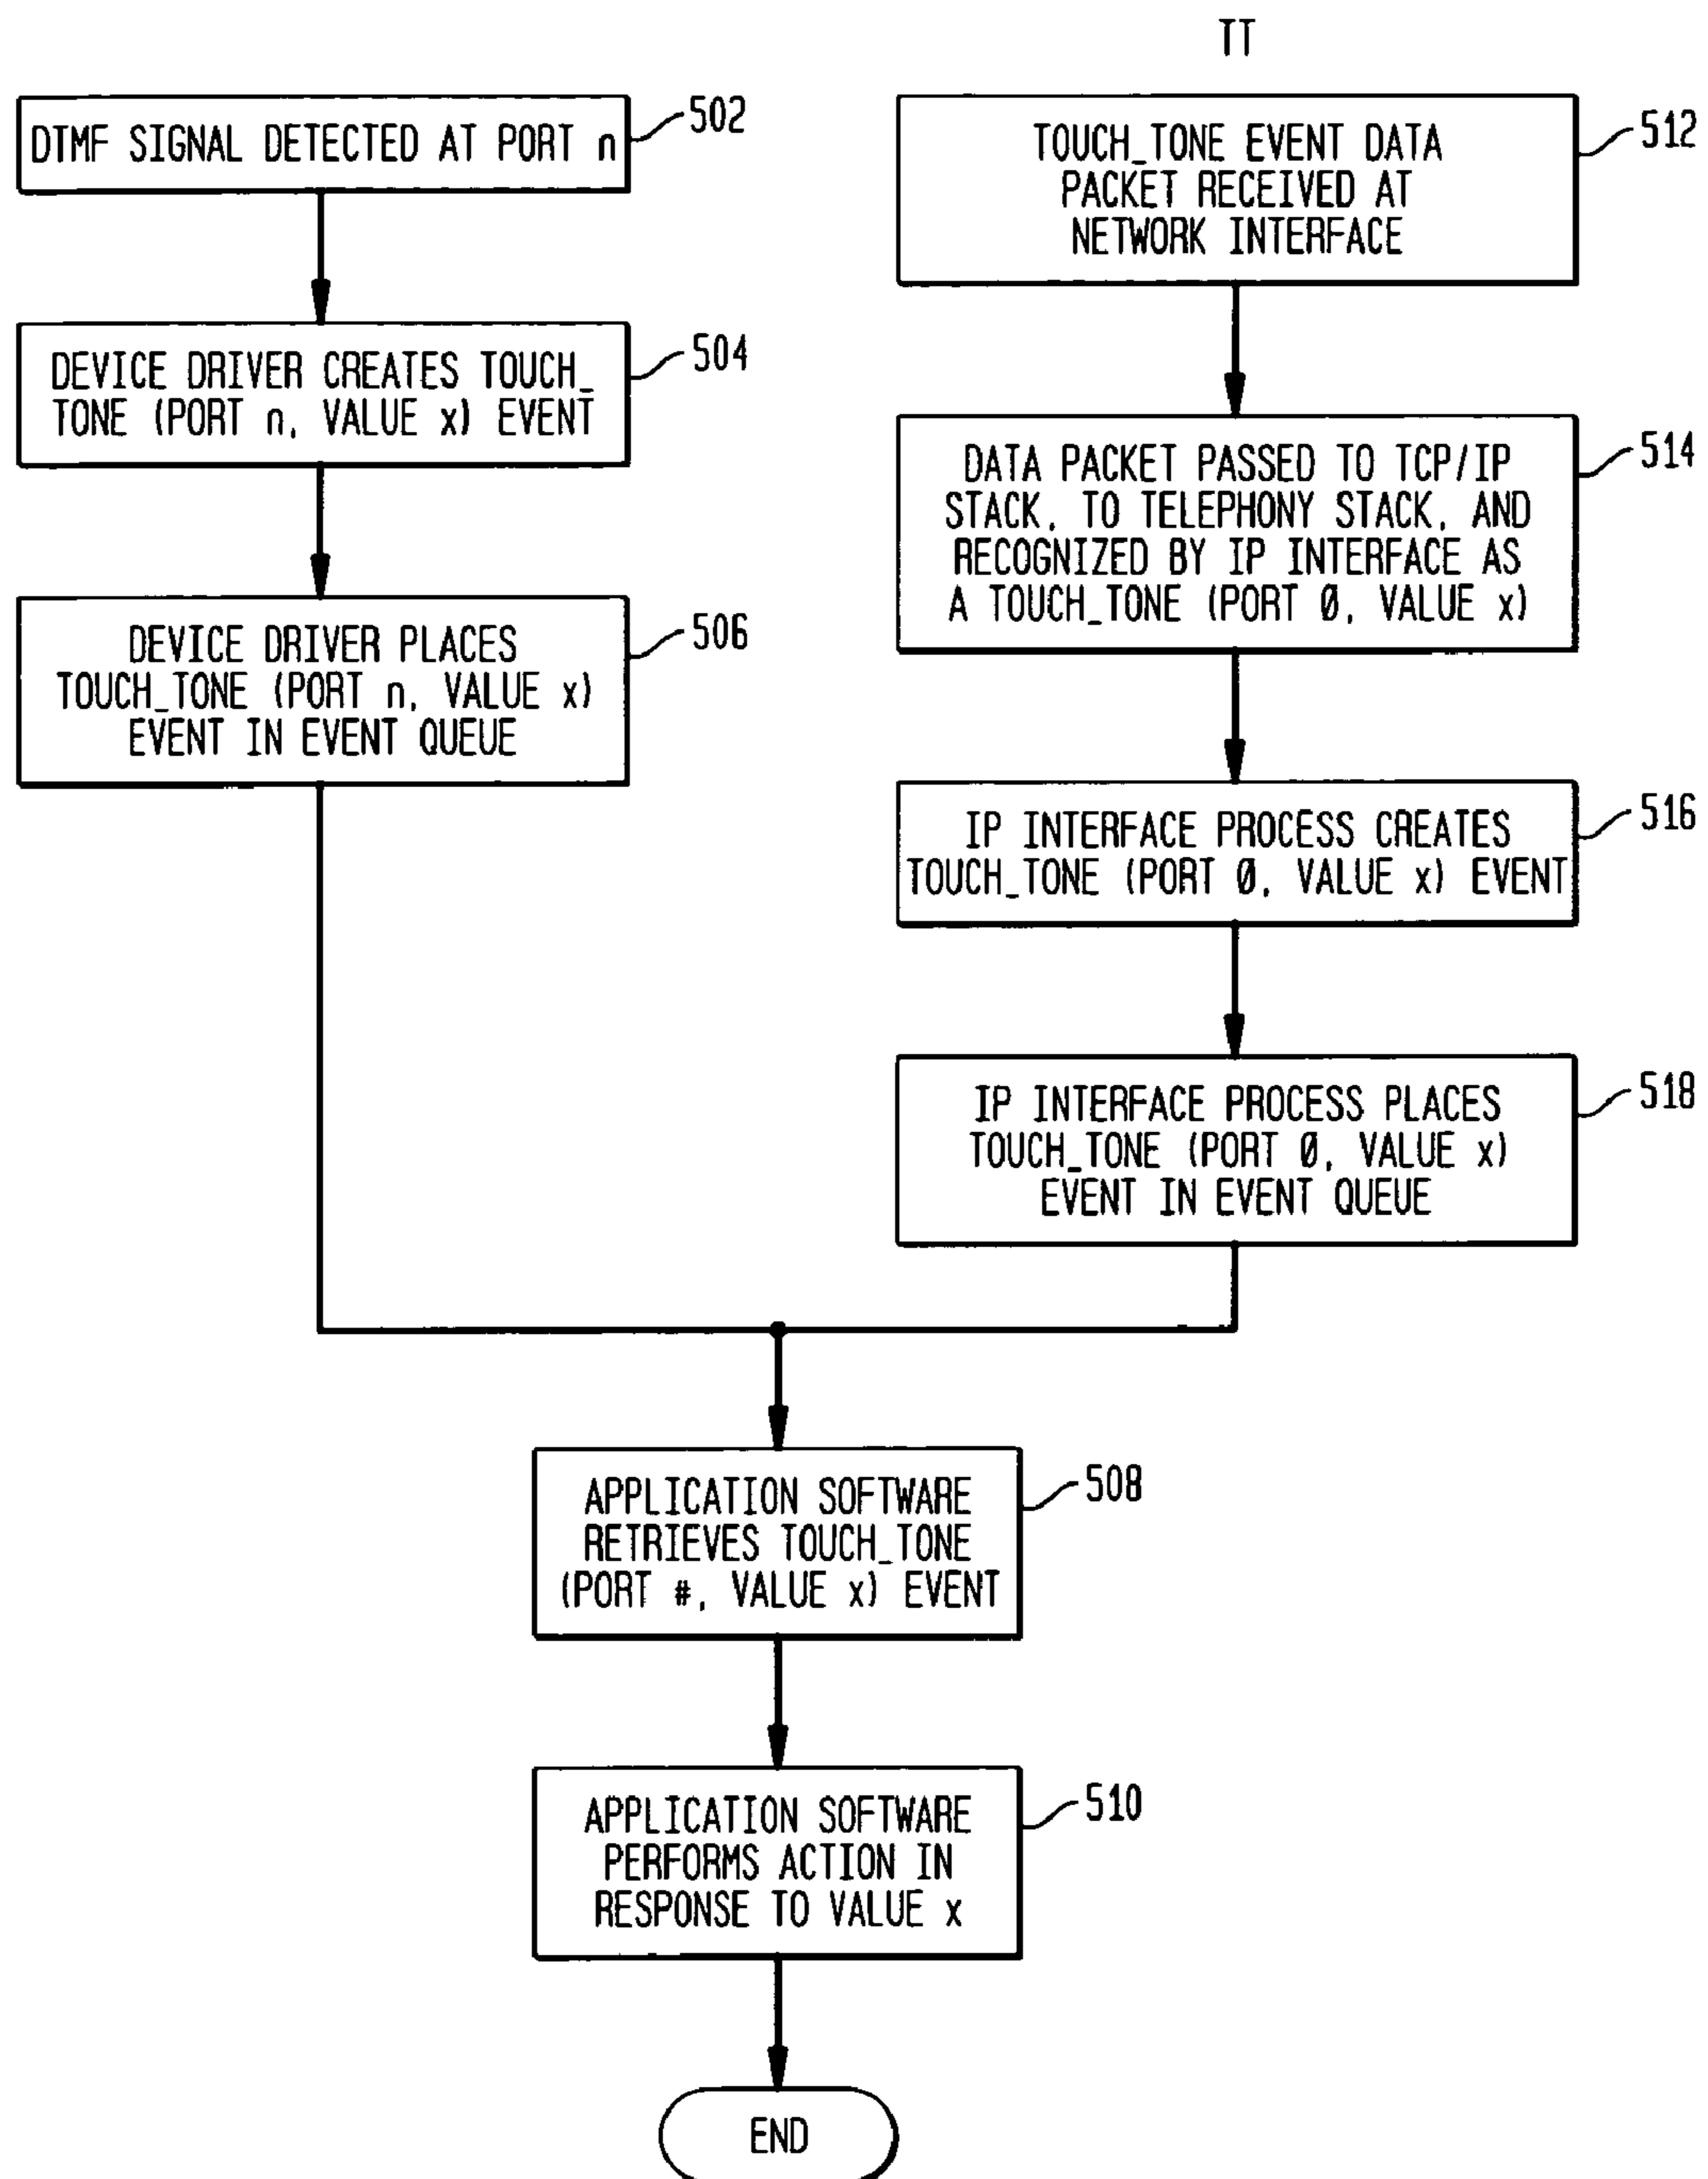 TT
DTMF SIGNAL DETECTED AT PORT n
502
DEVICE DRIVER CREATES TOUCH_
TONE (PORT n, VALUE x) EVENT
504
DEVICE DRIVER PLACES
TOUCH_TONE (PORT n, VALUE x)
EVENT IN EVENT QUEUE
506
TOUCH_TONE EVENT DATA
PACKET RECEIVED AT
NETWORK INTERFACE
512
DATA PACKET PASSED TO TCP/IP
STACK, TO TELEPHONY STACK, AND
RECOGNIZED BY IP INTERFACE AS
A TOUCH_TONE (PORT Ø, VALUE x)
514
IP INTERFACE PROCESS CREATES
TOUCH_TONE (PORT Ø, VALUE x) EVENT
516
IP INTERFACE PROCESS PLACES
TOUCH_TONE (PORT Ø, VALUE x)
EVENT IN EVENT QUEUE
518
APPLICATION SOFTWARE
RETRIEVES TOUCH_TONE
(PORT #, VALUE x) EVENT
508
APPLICATION SOFTWARE
PERFORMS ACTION IN
RESPONSE TO VALUE x
510
END